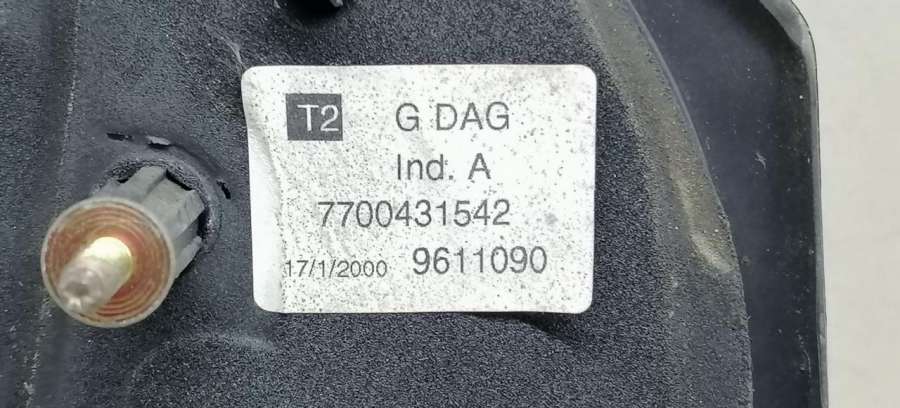 T2 G DAG
Ind. A
7700431542
17/1/2000 9611090